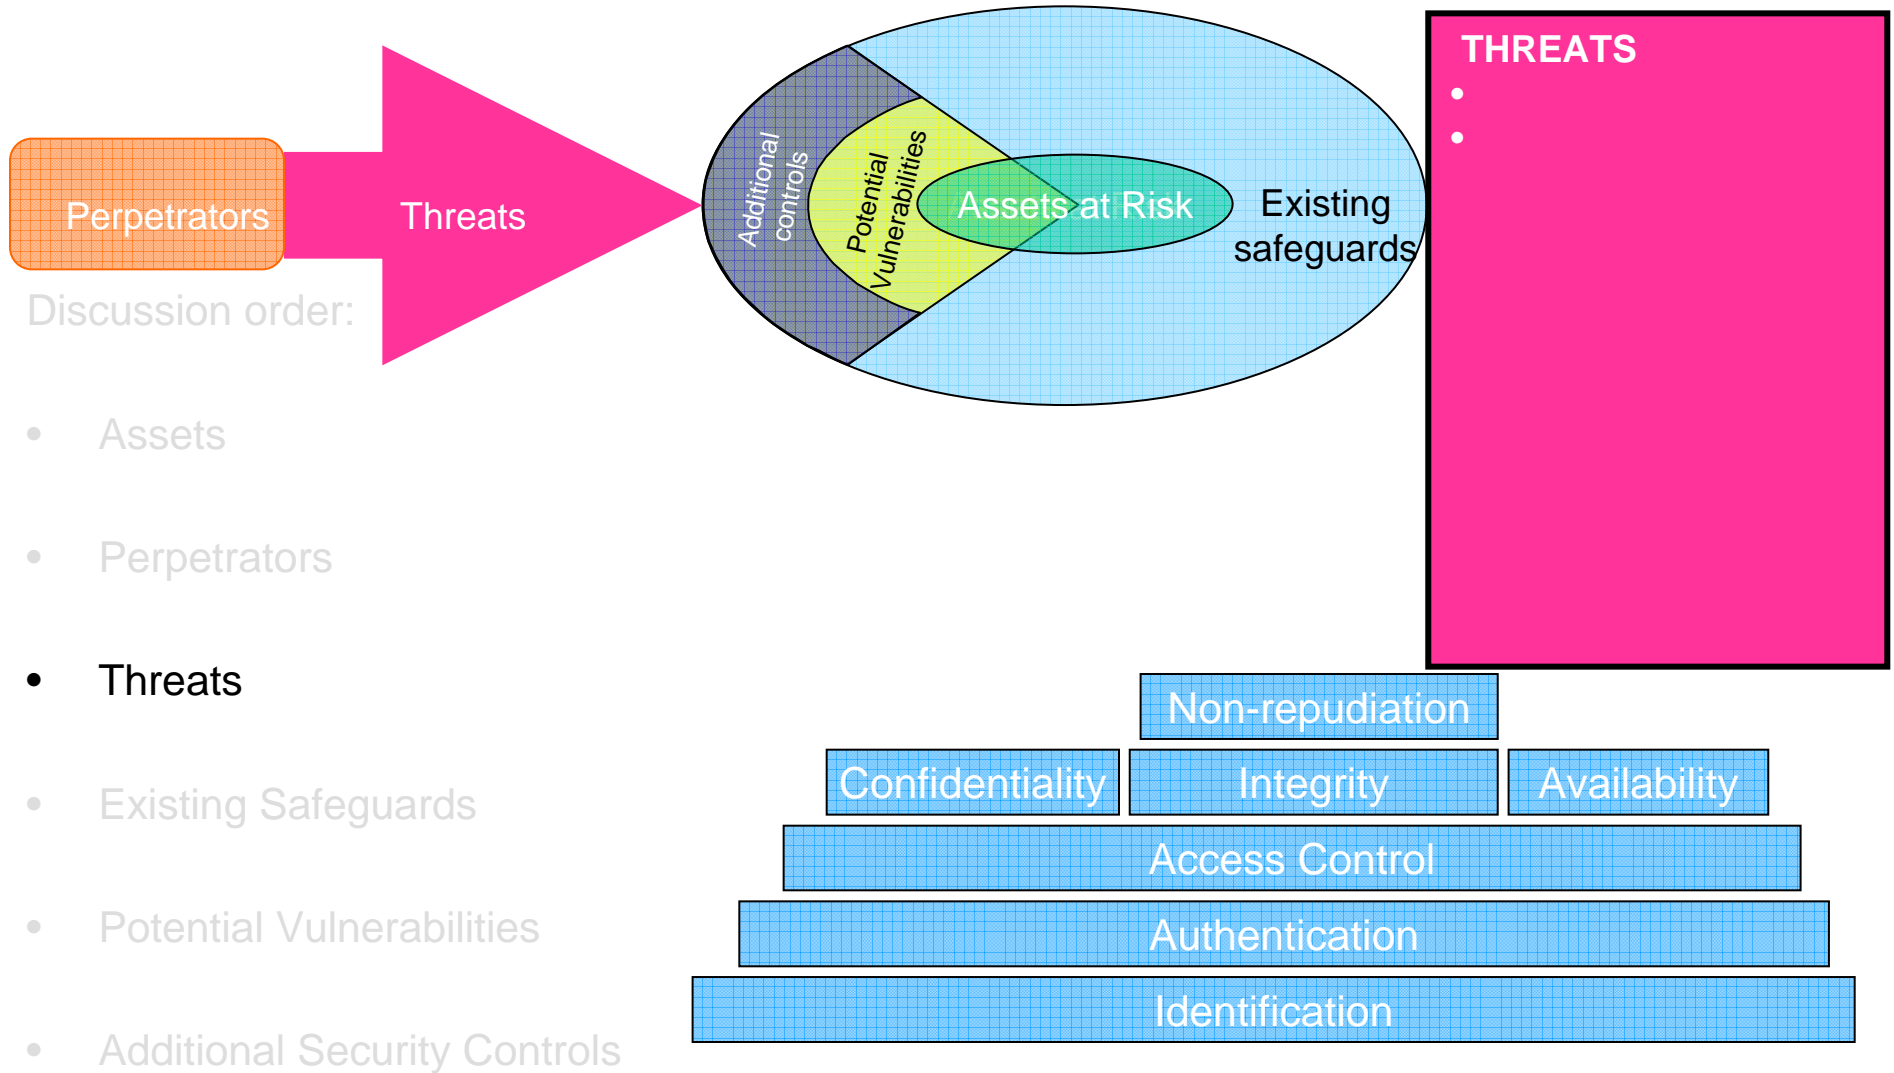 Perpetrators
Threats
Additional
controls
Potential
Vulnerabilities
Assets at Risk
Existing
safeguards
THREATS
•
•
Discussion order:
• Assets
• Perpetrators
• Threats
• Existing Safeguards
• Potential Vulnerabilities
• Additional Security Controls
Non-repudiation
Confidentiality
Integrity
Availability
Access Control
Authentication
Identification